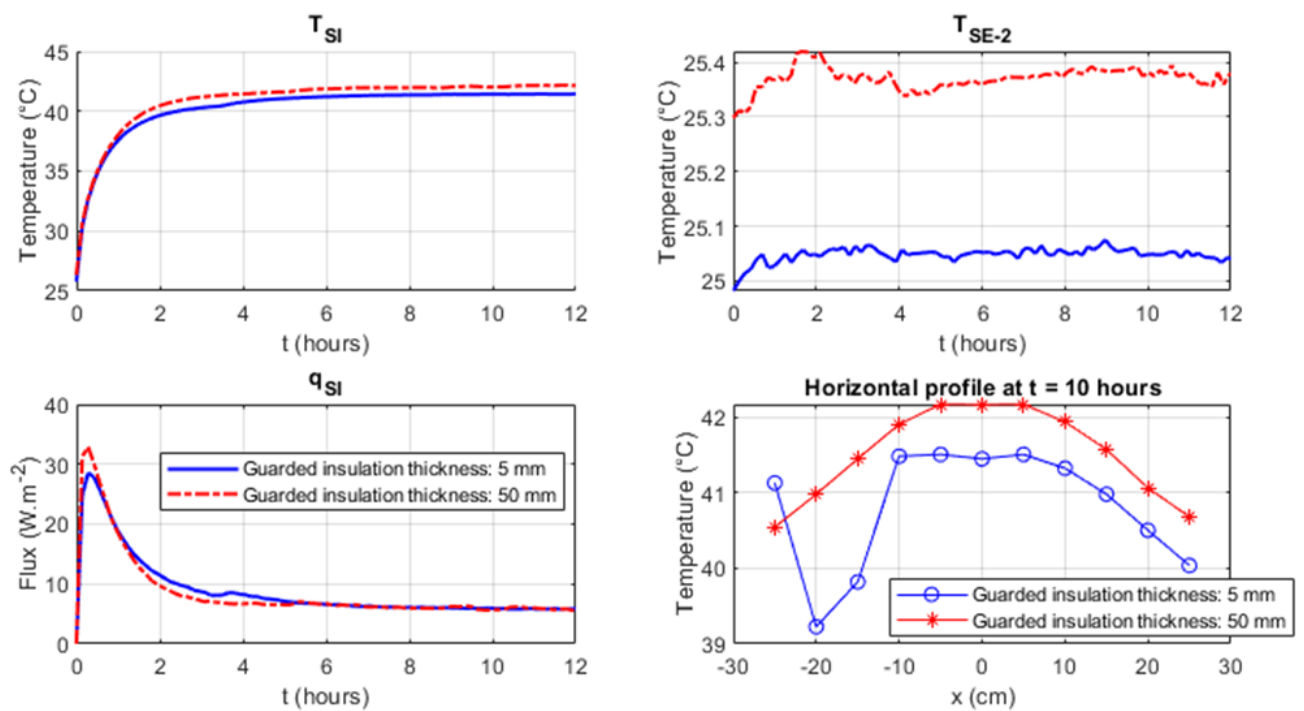 T_SI
Temperature (°C)
45
40
35
30
25
0 2 4 6 8 10 12
t (hours)
T_SE-2
Temperature (°C)
25.4
25.3
25.2
25.1
25
0 2 4 6 8 10 12
t (hours)
q_SI
Flux (W.m^-2)
40
30
20
10
0
Guarded insulation thickness: 5 mm
Guarded insulation thickness: 50 mm
0 2 4 6 8 10 12
t (hours)
Horizontal profile at t = 10 hours
Temperature (°C)
42
41
40
39
Guarded insulation thickness: 5 mm
Guarded insulation thickness: 50 mm
-30 -20 -10 0 10 20 30
x (cm)